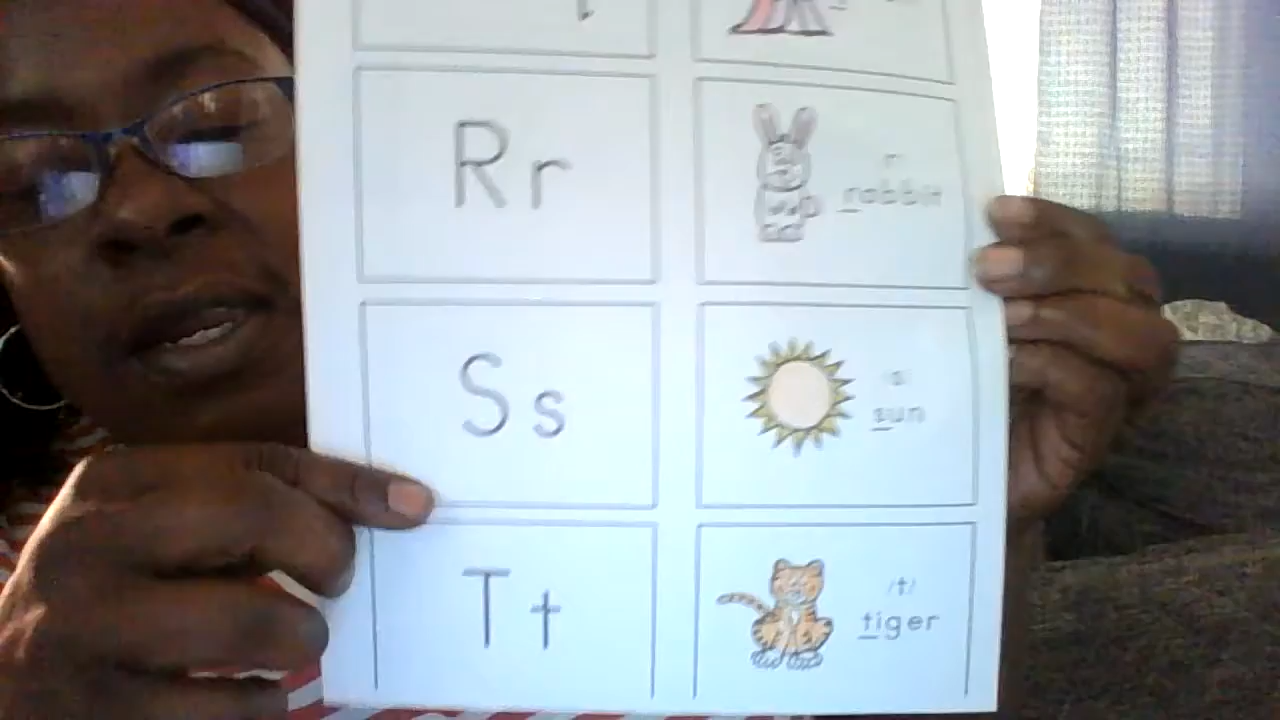 Rr
r
rabbit
Ss
s
sun
Tt
/t/
tiger